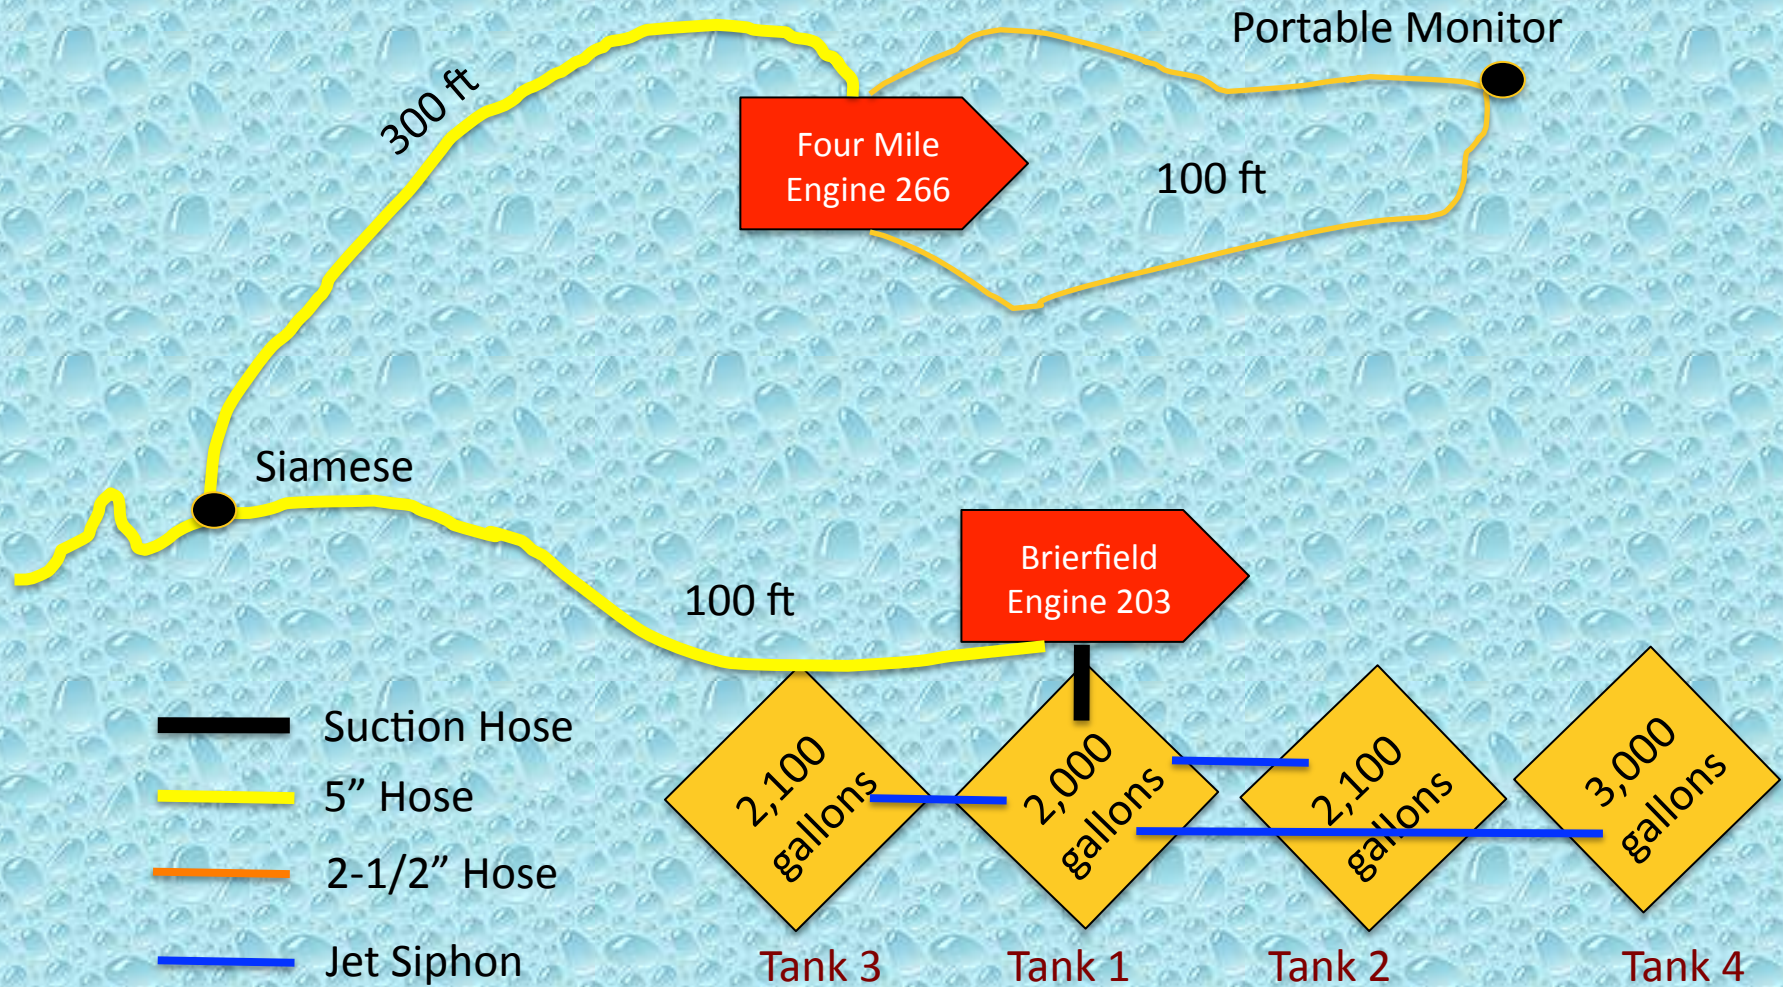 Portable Monitor
300 ft
Four Mile
Engine 266
100 ft
Siamese
Brierfield
Engine 203
100 ft
Suction Hose
5” Hose
2-1/2” Hose
Jet Siphon
2,100
gallons
2,000
gallons
2,100
gallons
3,000
gallons
Tank 3
Tank 1
Tank 2
Tank 4